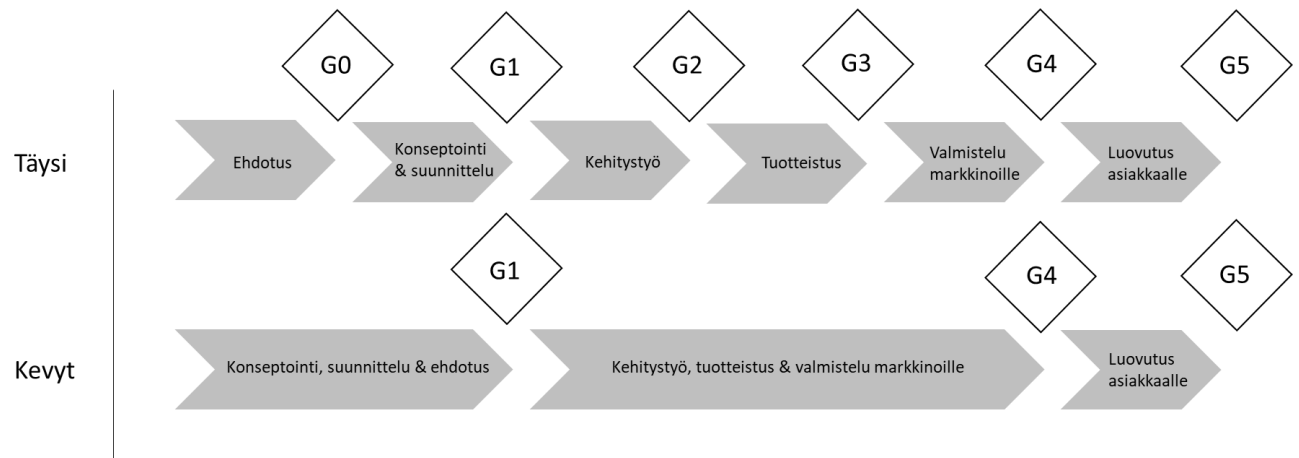 G0
G1
G2
G3
G4
G5
Täysi
Ehdotus
Konseptointi
& suunnittelu
Kehitystyö
Tuotteistus
Valmistelu
markkinoille
Luovutus
asiakkaalle
G1
G4
G5
Kevyt
Konseptointi, suunnittelu & ehdotus
Kehitystyö, tuotteistus & valmistelu markkinoille
Luovutus
asiakkaalle